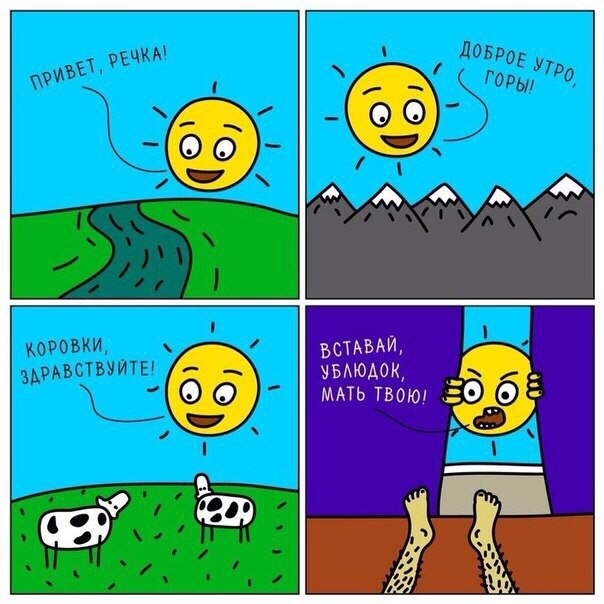 ПРИВЕТ, РЕЧКА!
ДОБРОЕ УТРО,
ГОРЫ!
КОРОВКИ,
ЗДРАВСТВУЙТЕ!
ВСТАВАЙ,
УБЛЮДОК,
МАТЬ ТВОЮ!